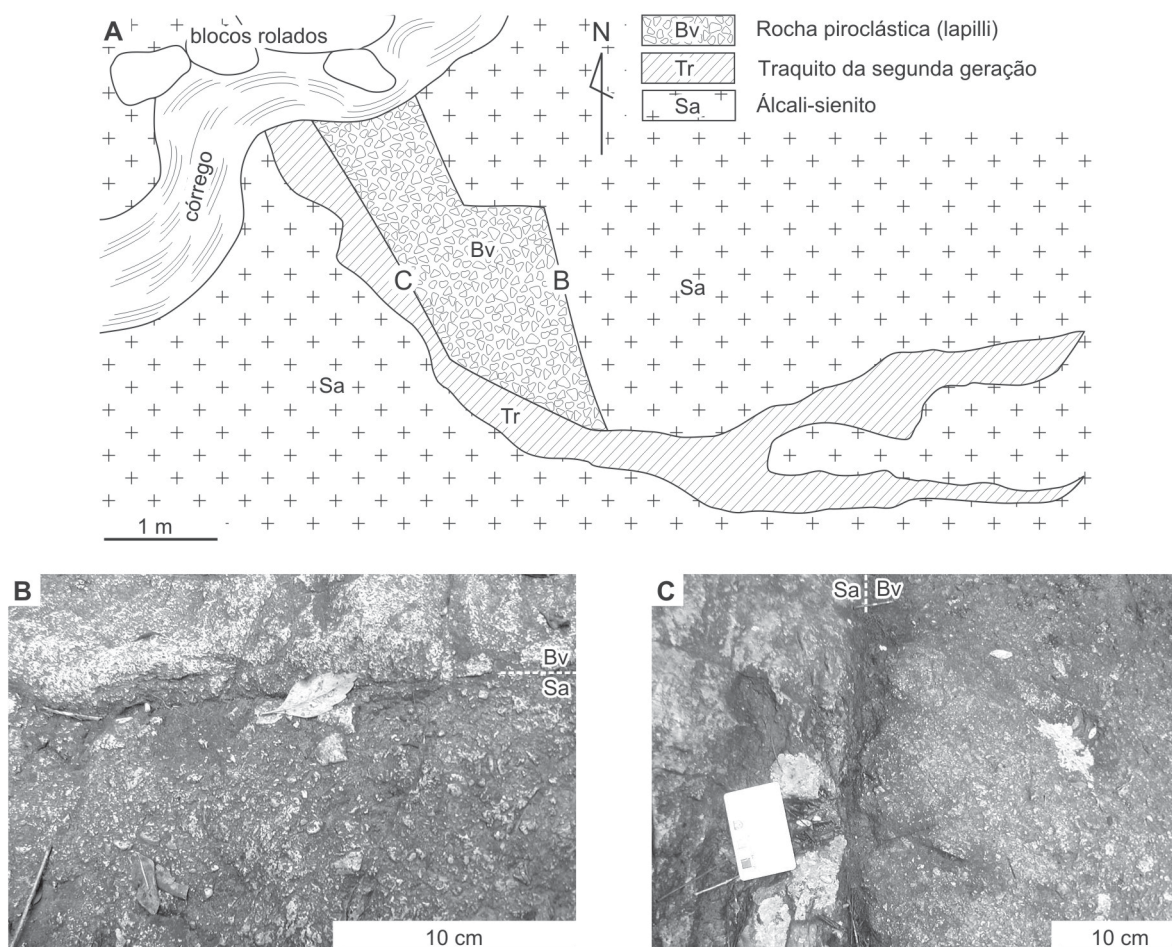 A
blocos rolados
córrego
N
Bv Rocha piroclástica (lapilli)
Tr Traquito da segunda geração
Sa Álcali-sienito
Bv
C
B
Sa
Sa
Tr
1 m
B
Bv
Sa
10 cm
C
Sa Bv
10 cm